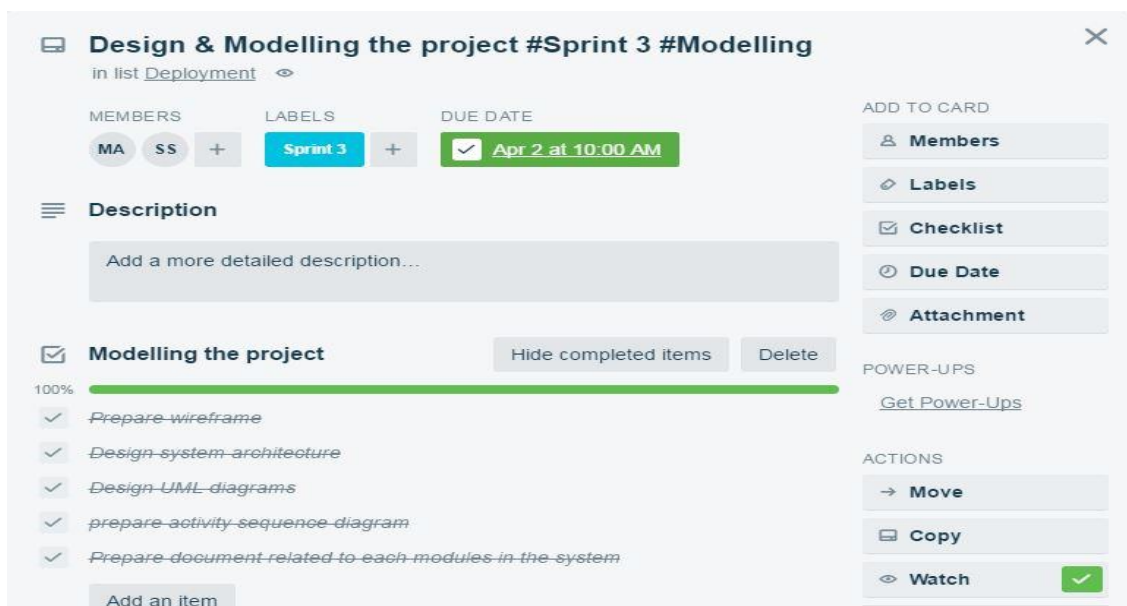 Design & Modelling the project #Sprint 3 #Modelling
in list Deployment
MEMBERS
LABELS
DUE DATE
MA SS +
Sprint 3 +
Apr 2 at 10:00 AM
Description
Add a more detailed description...
Modelling the project
Hide completed items
Delete
100%
Prepare wireframe
Design system architecture
Design UML diagrams
prepare activity sequence diagram
Prepare document related to each modules in the system
Add an item
ADD TO CARD
Members
Labels
Checklist
Due Date
Attachment
POWER-UPS
Get Power-Ups
ACTIONS
Move
Copy
Watch